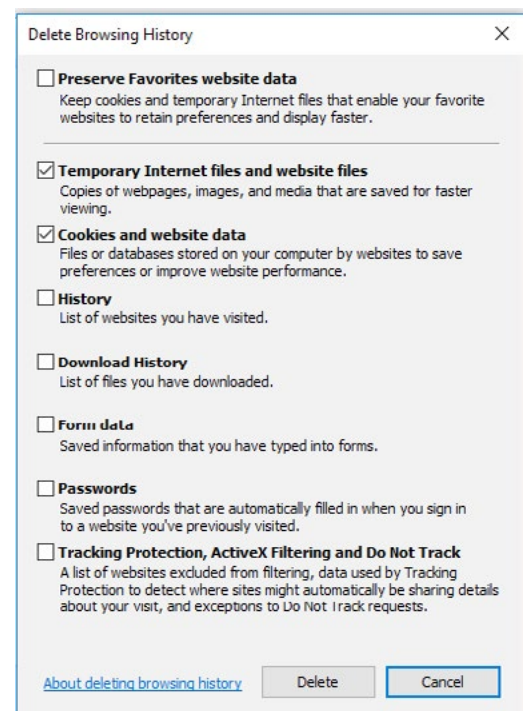 Delete Browsing History
Preserve Favorites website data
Keep cookies and temporary Internet files that enable your favorite
websites to retain preferences and display faster.
Temporary Internet files and website files
Copies of webpages, images, and media that are saved for faster
viewing.
Cookies and website data
Files or databases stored on your computer by websites to save
preferences or improve website performance.
History
List of websites you have visited.
Download History
List of files you have downloaded.
Form data
Saved information that you have typed into forms.
Passwords
Saved passwords that are automatically filled in when you sign in
to a website you've previously visited.
Tracking Protection, ActiveX Filtering and Do Not Track
A list of websites excluded from filtering, data used by Tracking
Protection to detect where sites might automatically be sharing details
about your visit, and exceptions to Do Not Track requests.
About deleting browsing history Delete Cancel